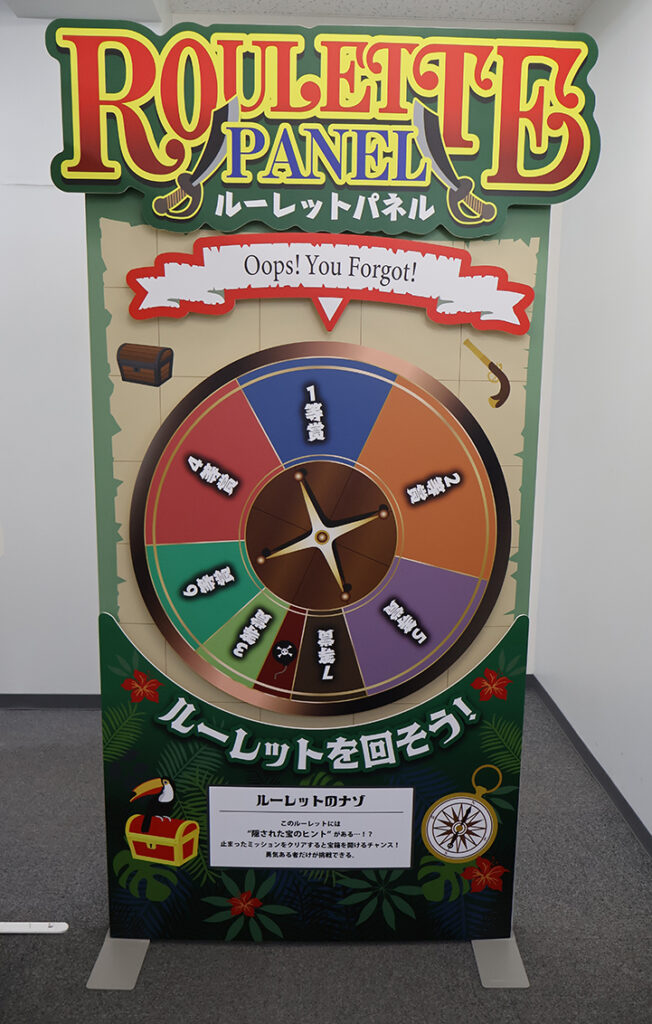 ROULETTE
PANEL
ルーレットパネル
Oops! You Forgot!
1等賞
2等賞
4等賞
5等賞
6等賞
3等賞
7等賞
ルーレットを回そう!
ルーレットのナゾ
このルーレットには
“隠された宝のヒント” がある…!?
止まったミッションをクリアすると宝箱を開けるチャンス!
勇気ある者だけが挑戦できる。